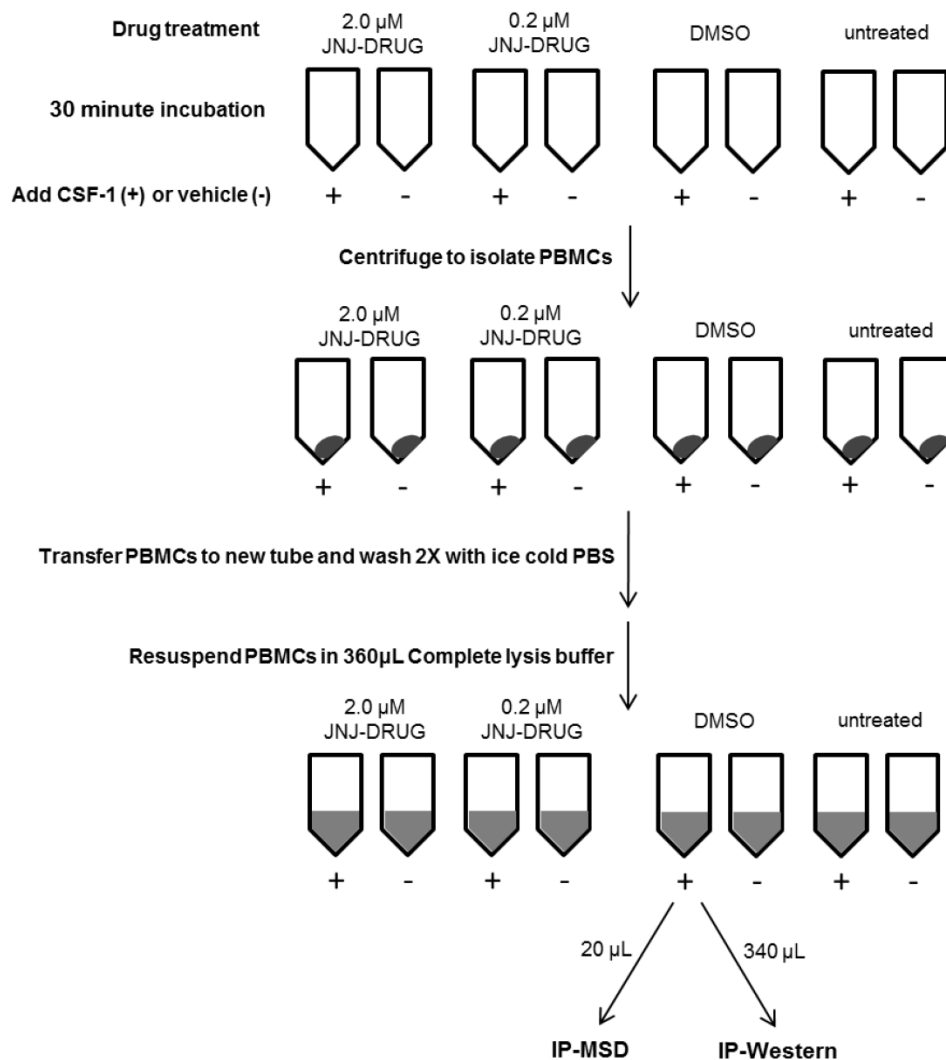 Drug treatment
2.0 µM
JNJ-DRUG
0.2 µM
JNJ-DRUG
DMSO
untreated
30 minute incubation
Add CSF-1 (+) or vehicle (-)
+ - + - + - + -
Centrifuge to isolate PBMCs
2.0 µM
JNJ-DRUG
0.2 µM
JNJ-DRUG
DMSO
untreated
+ - + - + - + -
Transfer PBMCs to new tube and wash 2X with ice cold PBS
Resuspend PBMCs in 360µL Complete lysis buffer
2.0 µM
JNJ-DRUG
0.2 µM
JNJ-DRUG
DMSO
untreated
+ - + - + - + -
20 µL
340 µL
IP-MSD
IP-Western